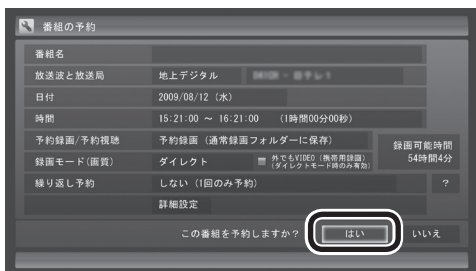 番組の予約
番組名
放送波と放送局 地上デジタル
日付 2009/08/12 (水)
時間 15:21:00 ～ 16:21:00 (1時間00分00秒)
予約録画/予約視聴 予約録画 (通常録画フォルダーに保存)
録画可能時間
54時間4分
録画モード(画質) ダイレクト 外でもVIDEO (携帯用録画)
(ダイレクトモード時のみ有効)
繰り返し予約 しない (1回のみ予約) ?
詳細設定
この番組を予約しますか? はい いいえ